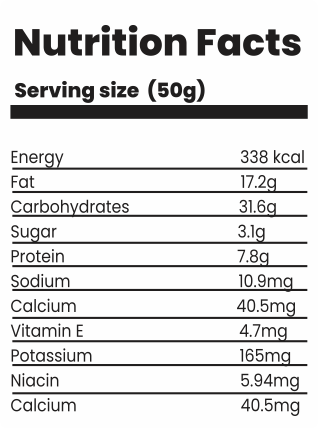 Nutrition Facts
Serving size (50g)
Energy 338 kcal
Fat 17.2g
Carbohydrates 31.6g
Sugar 3.1g
Protein 7.8g
Sodium 10.9mg
Calcium 40.5mg
Vitamin E 4.7mg
Potassium 165mg
Niacin 5.94mg
Calcium 40.5mg